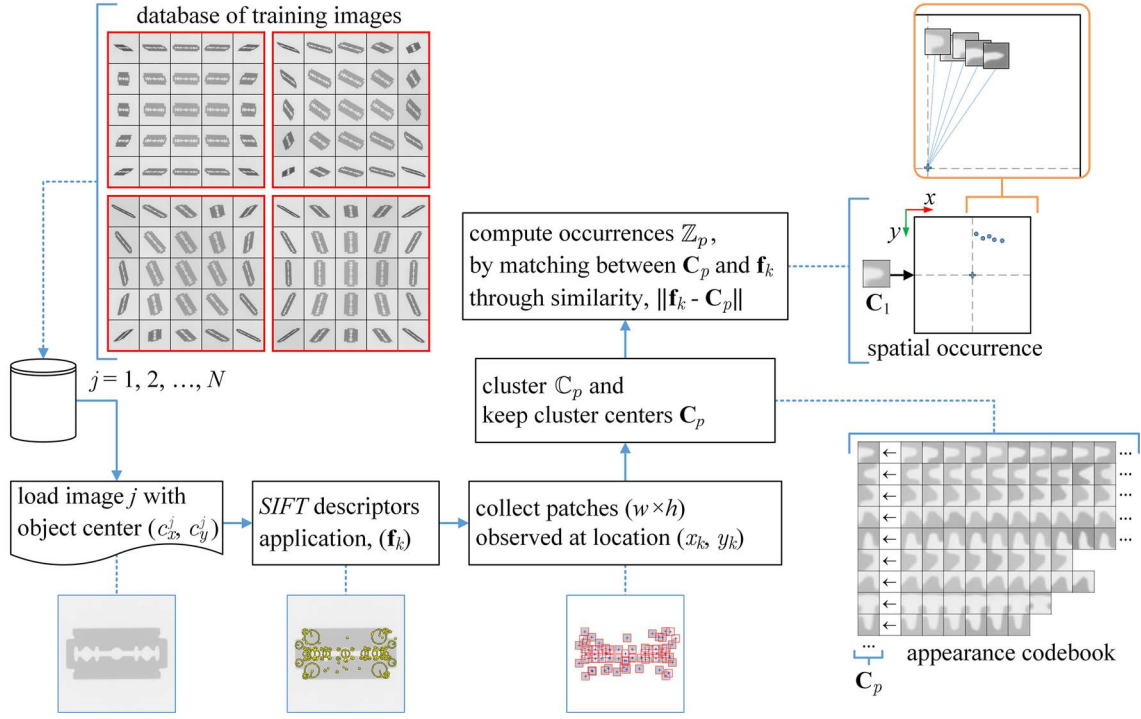 database of training images
j = 1, 2, …, N
load image j with
object center (c_x^j, c_y^j)
SIFT descriptors
application, (f_k)
collect patches (w×h)
observed at location (x_k, y_k)
cluster ℂ_p and
keep cluster centers C_p
compute occurrences ℤ_p,
by matching between C_p and f_k
through similarity, ||f_k - C_p||
x
y
C_1
spatial occurrence
← ...
← ...
← ...
← ...
← ...
←
←
←
←
...
C_p
appearance codebook